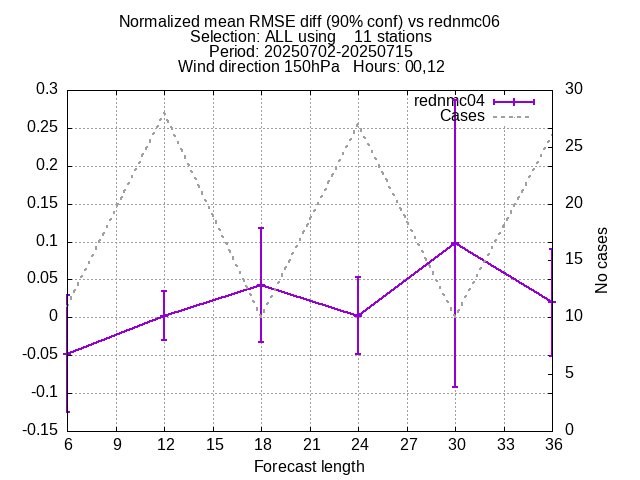 Normalized mean RMSE diff (90% conf) vs rednmc06
Selection: ALL using    11 stations
Period: 20250702-20250715
Wind direction 150hPa   Hours: 00,12
rednmc04
Cases
0.3
0.25
0.2
0.15
0.1
0.05
0
-0.05
-0.1
-0.15
30
25
20
15
10
5
0
No cases
6 9 12 15 18 21 24 27 30 33 36
Forecast length